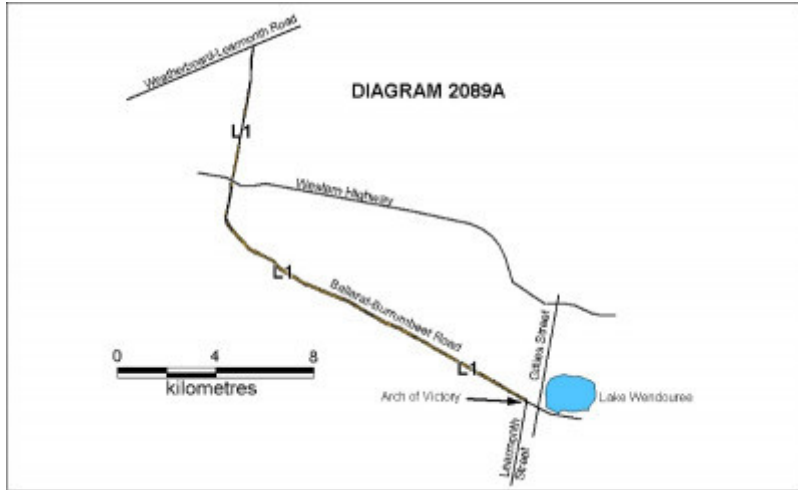 Weatherboard-Learmonth Road
DIAGRAM 2089A
L1
Western Highway
L1
Ballarat-Burrumbeet Road
Gillies Street
0 4 8
kilometres
L1
Arch of Victory
Lake Wendouree
Learmonth
Street